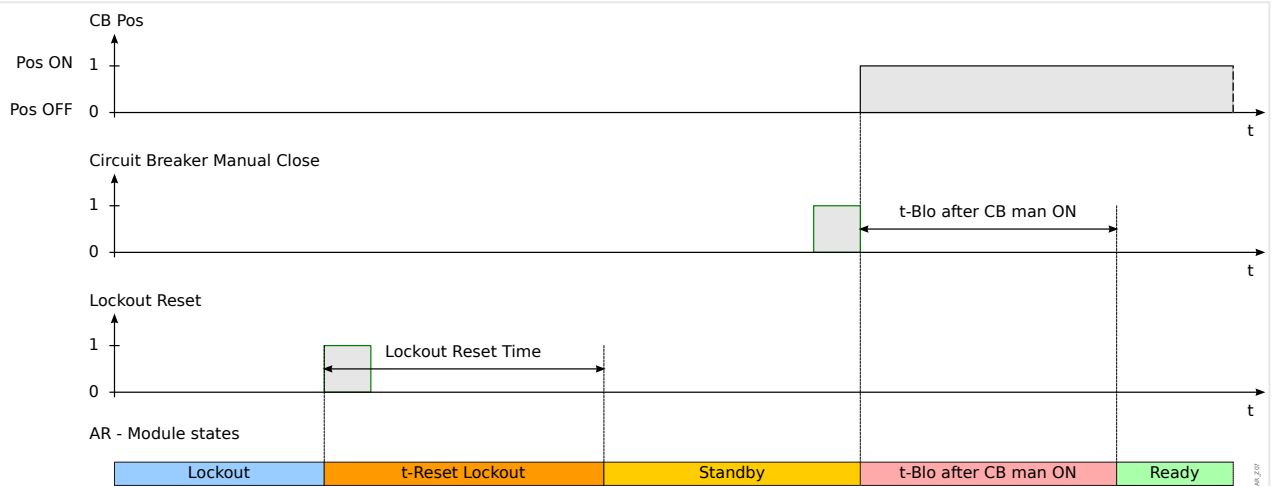 CB Pos
Pos ON 1
Pos OFF 0
t
Circuit Breaker Manual Close
1
t-Blo after CB man ON
0
t
Lockout Reset
1
Lockout Reset Time
0
t
AR - Module states
Lockout t-Reset Lockout Standby t-Blo after CB man ON Ready
AR_Z07